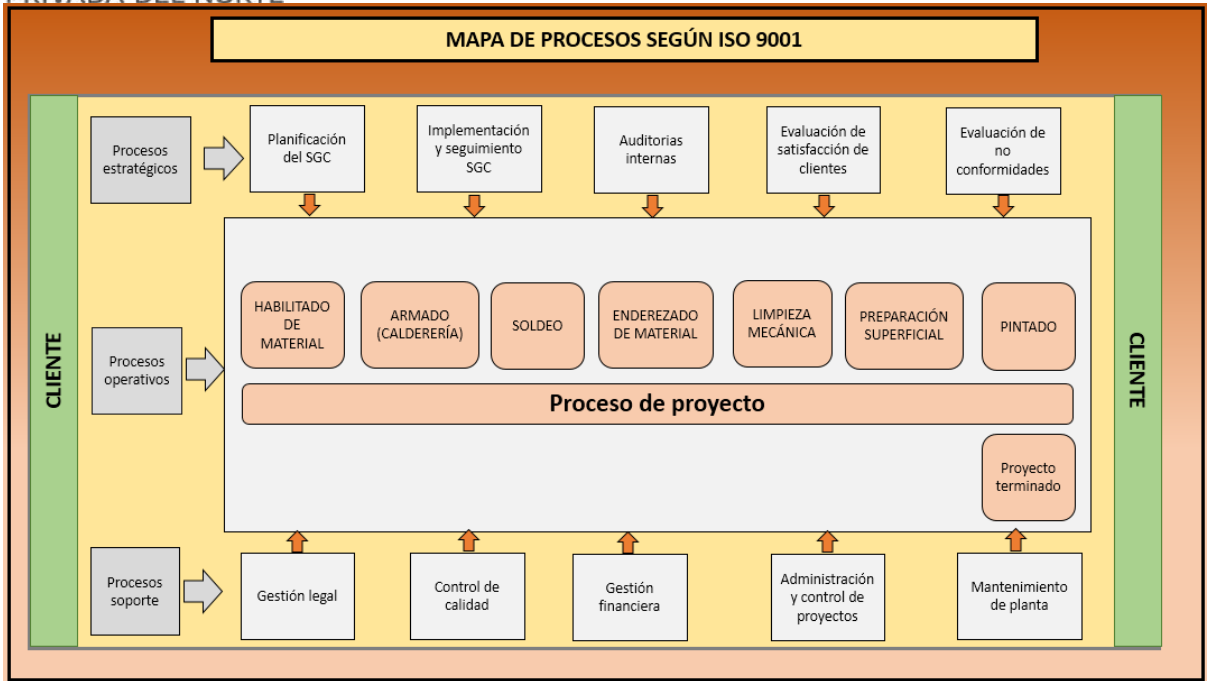 PRIVADA DEL NORTE
MAPA DE PROCESOS SEGÚN ISO 9001
CLIENTE
Procesos
estratégicos
Planificación
del SGC
Implementación
y seguimiento
SGC
Auditorias
internas
Evaluación de
satisfacción de
clientes
Evaluación de
no
conformidades
Procesos
operativos
HABILITADO
DE
MATERIAL
ARMADO
(CALDERERÍA)
SOLDEO
ENDEREZADO
DE MATERIAL
LIMPIEZA
MECÁNICA
PREPARACIÓN
SUPERFICIAL
PINTADO
Proceso de proyecto
Proyecto
terminado
Procesos
soporte
Gestión legal
Control de
calidad
Gestión
financiera
Administración
y control de
proyectos
Mantenimiento
de planta
CLIENTE